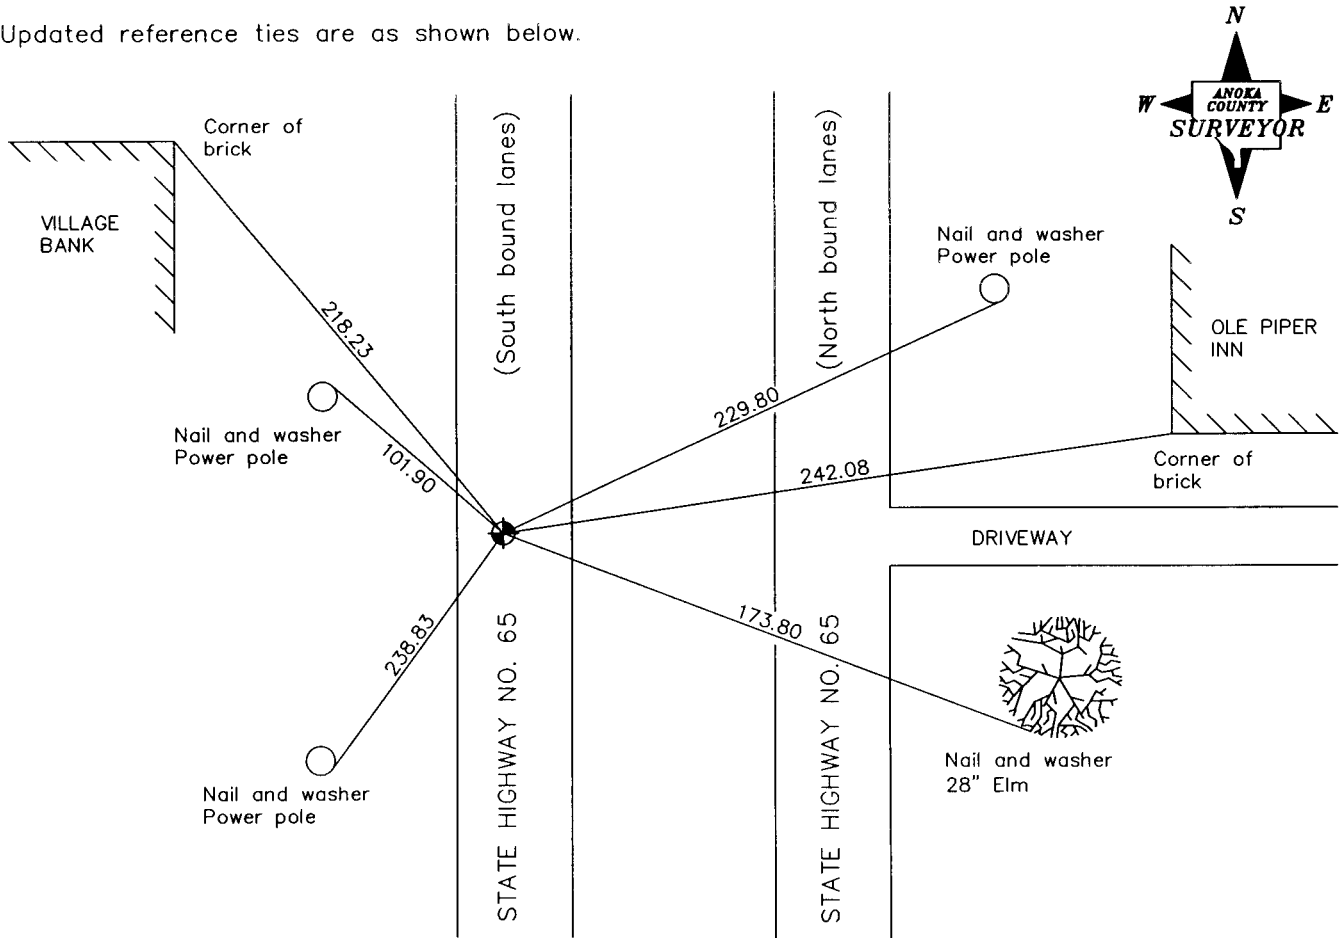 Updated reference ties are as shown below.
N
W
ANOKA
COUNTY
E
SURVEYOR
S
Corner of
brick
VILLAGE
BANK
218.23
(South bound lanes)
(North bound lanes)
Nail and washer
Power pole
OLE PIPER
INN
Nail and washer
Power pole
101.90
229.80
242.08
Corner of
brick
DRIVEWAY
238.83
173.80
STATE HIGHWAY NO. 65
STATE HIGHWAY NO. 65
Nail and washer
28" Elm
Nail and washer
Power pole